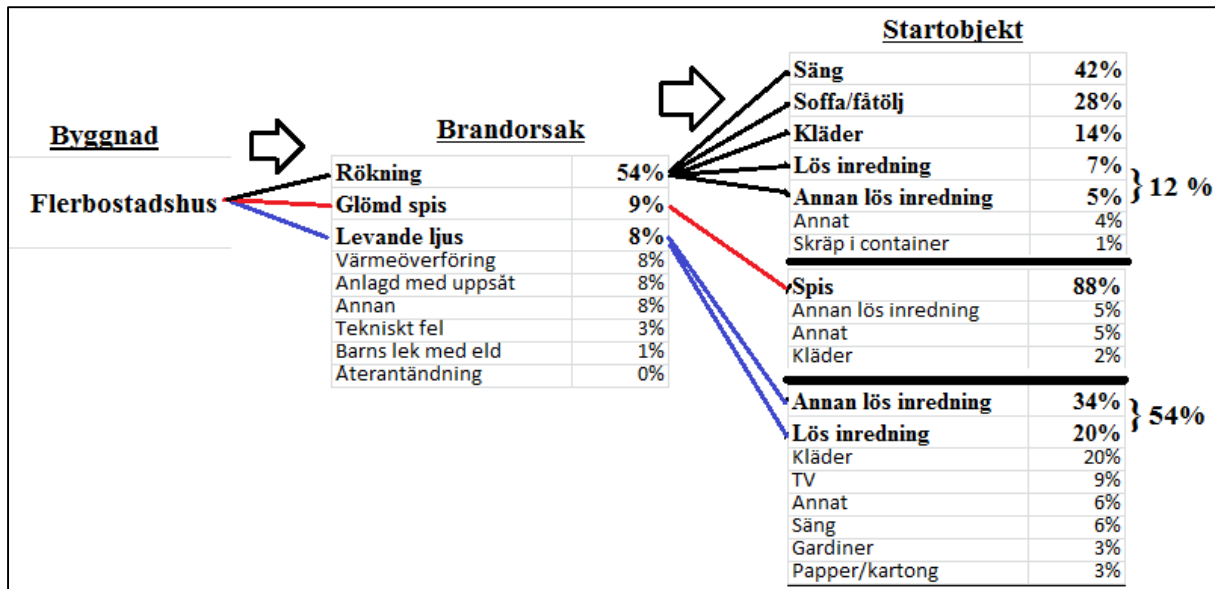 Byggnad
Flerbostadshus
Brandorsak
Rökning 54%
Glömd spis 9%
Levande ljus 8%
Värmeöverföring 8%
Anlagd med uppsåt 8%
Annan 8%
Tekniskt fel 3%
Barns lek med eld 1%
Återantändning 0%
Startobjekt
Säng 42%
Soffa/fåtölj 28%
Kläder 14%
Lös inredning 7%
Annan lös inredning 5%
} 12 %
Annat 4%
Skräp i container 1%
Spis 88%
Annan lös inredning 5%
Annat 5%
Kläder 2%
Annan lös inredning 34%
Lös inredning 20%
} 54%
Kläder 20%
TV 9%
Annat 6%
Säng 6%
Gardiner 3%
Papper/kartong 3%